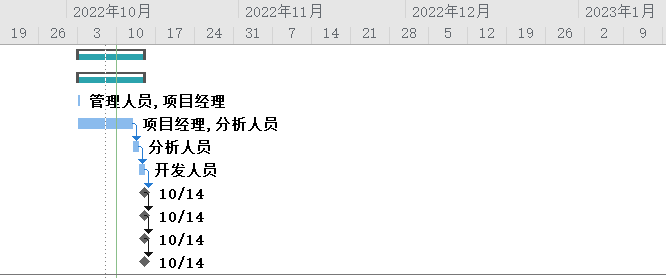 2022年10月 2022年11月 2022年12月 2023年1月
19 26 3 10 17 24 31 7 14 21 28 5 12 19 26 2 9
管理人员,项目经理
项目经理,分析人员
分析人员
开发人员
10/14
10/14
10/14
10/14